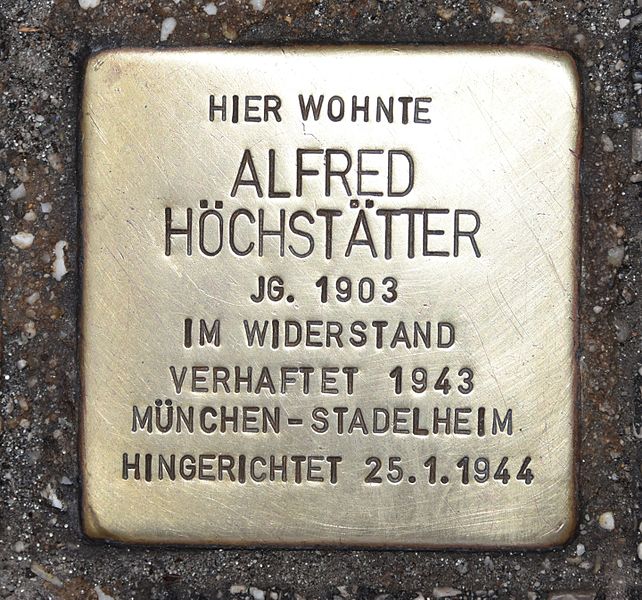 HIER WOHNTE
ALFRED
HÖCHSTÄTTER
JG. 1903
IM WIDERSTAND
VERHAFTET 1943
MÜNCHEN-STADELHEIM
HINGERICHTET 25.1.1944